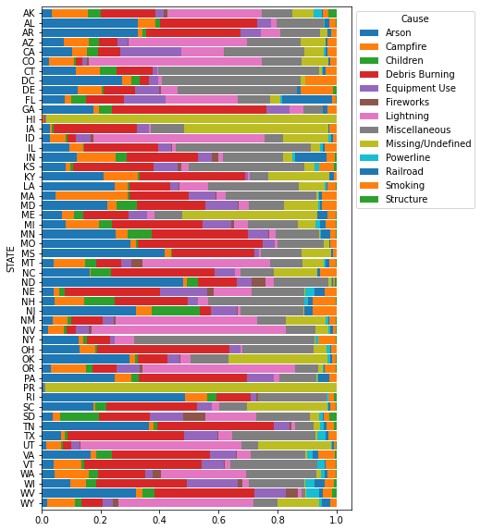 STATE
AK
AL
AR
AZ
CA
CO
CT
DC
DE
FL
GA
HI
IA
ID
IL
IN
KS
KY
LA
MA
MD
ME
MI
MN
MO
MS
MT
NC
ND
NE
NH
NJ
NM
NV
NY
OH
OK
OR
PA
PR
RI
SC
SD
TN
TX
UT
VA
VT
WA
WI
WV
WY
0.0 0.2 0.4 0.6 0.8 1.0
Cause
Arson
Campfire
Children
Debris Burning
Equipment Use
Fireworks
Lightning
Miscellaneous
Missing/Undefined
Powerline
Railroad
Smoking
Structure